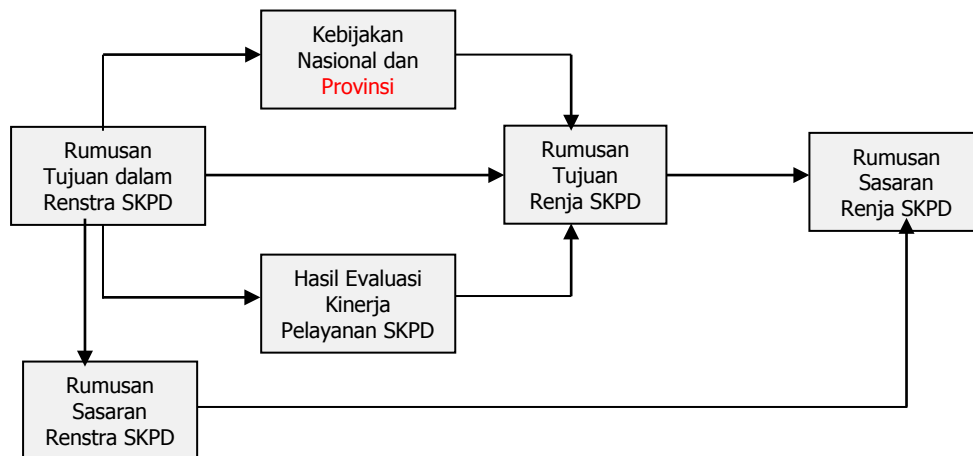 Kebijakan
Nasional dan
Provinsi
Rumusan
Tujuan dalam
Renstra SKPD
Rumusan
Tujuan
Renja SKPD
Rumusan
Sasaran
Renja SKPD
Hasil Evaluasi
Kinerja
Pelayanan SKPD
Rumusan
Sasaran
Renstra SKPD